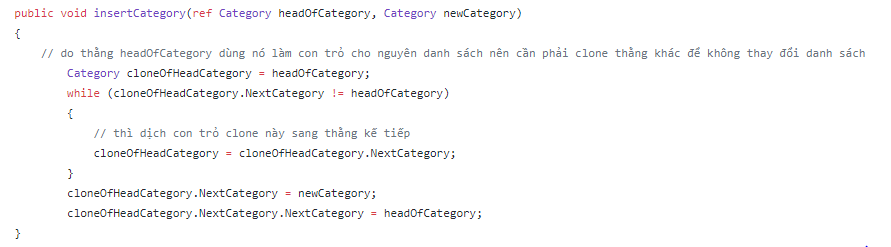 public void insertCategory(ref Category headOfCategory, Category newCategory)
{
// do thằng headOfCategory dùng nó làm con trỏ cho nguyên danh sách nên cần phải clone thằng khác để không thay đổi danh sách
Category cloneOfHeadCategory = headOfCategory;
while (cloneOfHeadCategory.NextCategory != headOfCategory)
{
// thì dịch con trỏ clone này sang thằng kế tiếp
cloneOfHeadCategory = cloneOfHeadCategory.NextCategory;
}
cloneOfHeadCategory.NextCategory = newCategory;
cloneOfHeadCategory.NextCategory.NextCategory = headOfCategory;
}